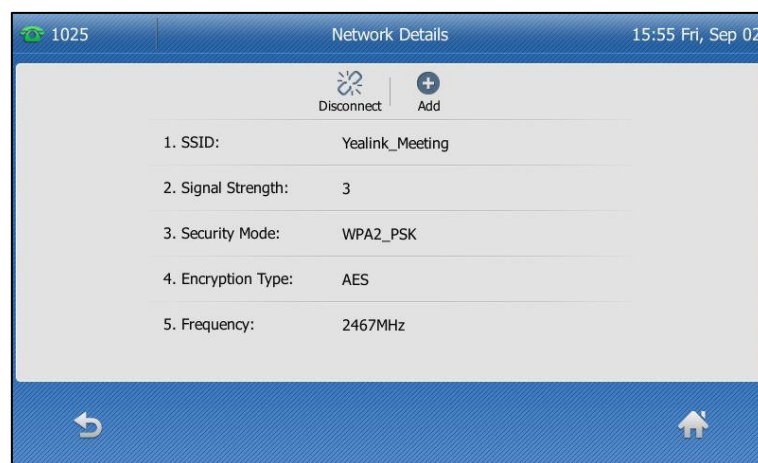 1025 Network Details 15:55 Fri, Sep 02
Disconnect Add
1. SSID: Yealink_Meeting
2. Signal Strength: 3
3. Security Mode: WPA2_PSK
4. Encryption Type: AES
5. Frequency: 2467MHz